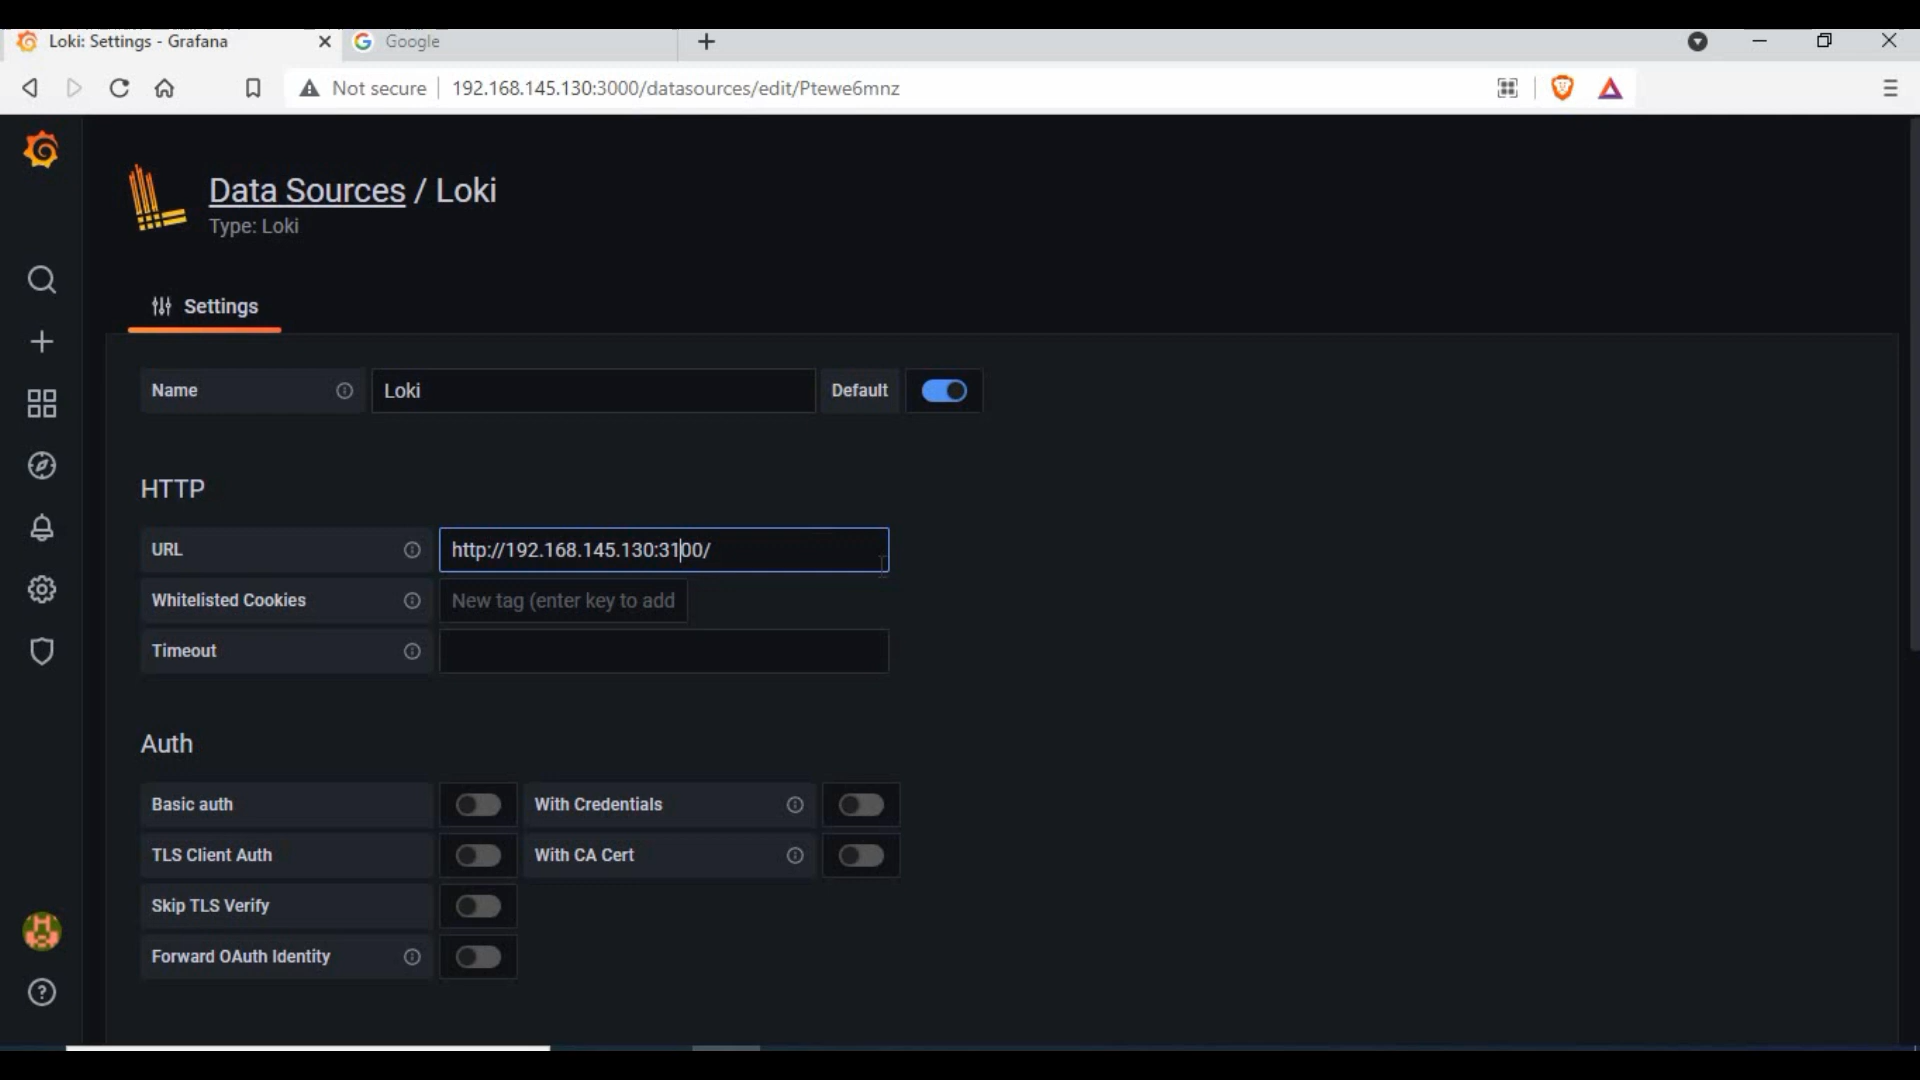 Loki: Settings - Grafana
Google
Not secure
192.168.145.130:3000/datasources/edit/Ptewe6mnz
Data Sources / Loki
Type: Loki
Settings
Name
Loki
Default
HTTP
URL
http://192.168.145.130:3100/
Whitelisted Cookies
New tag (enter key to add
Timeout
Auth
Basic auth
With Credentials
TLS Client Auth
With CA Cert
Skip TLS Verify
Forward OAuth Identity